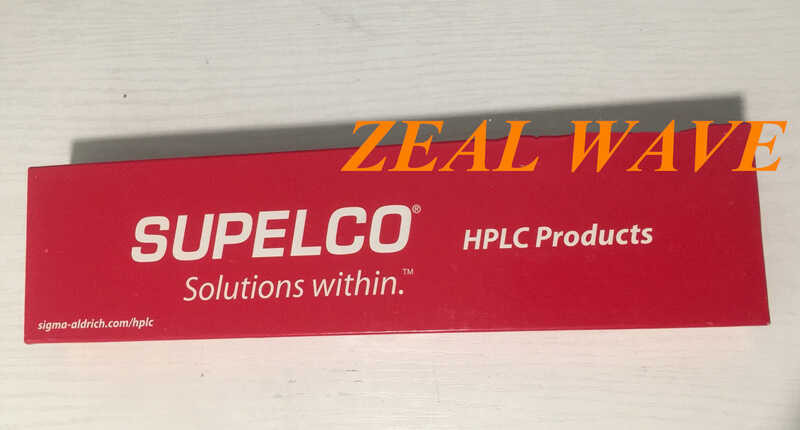 ZEAL WAVE
SUPELCO®
HPLC Products
Solutions within.™
sigma-aldrich.com/hplc